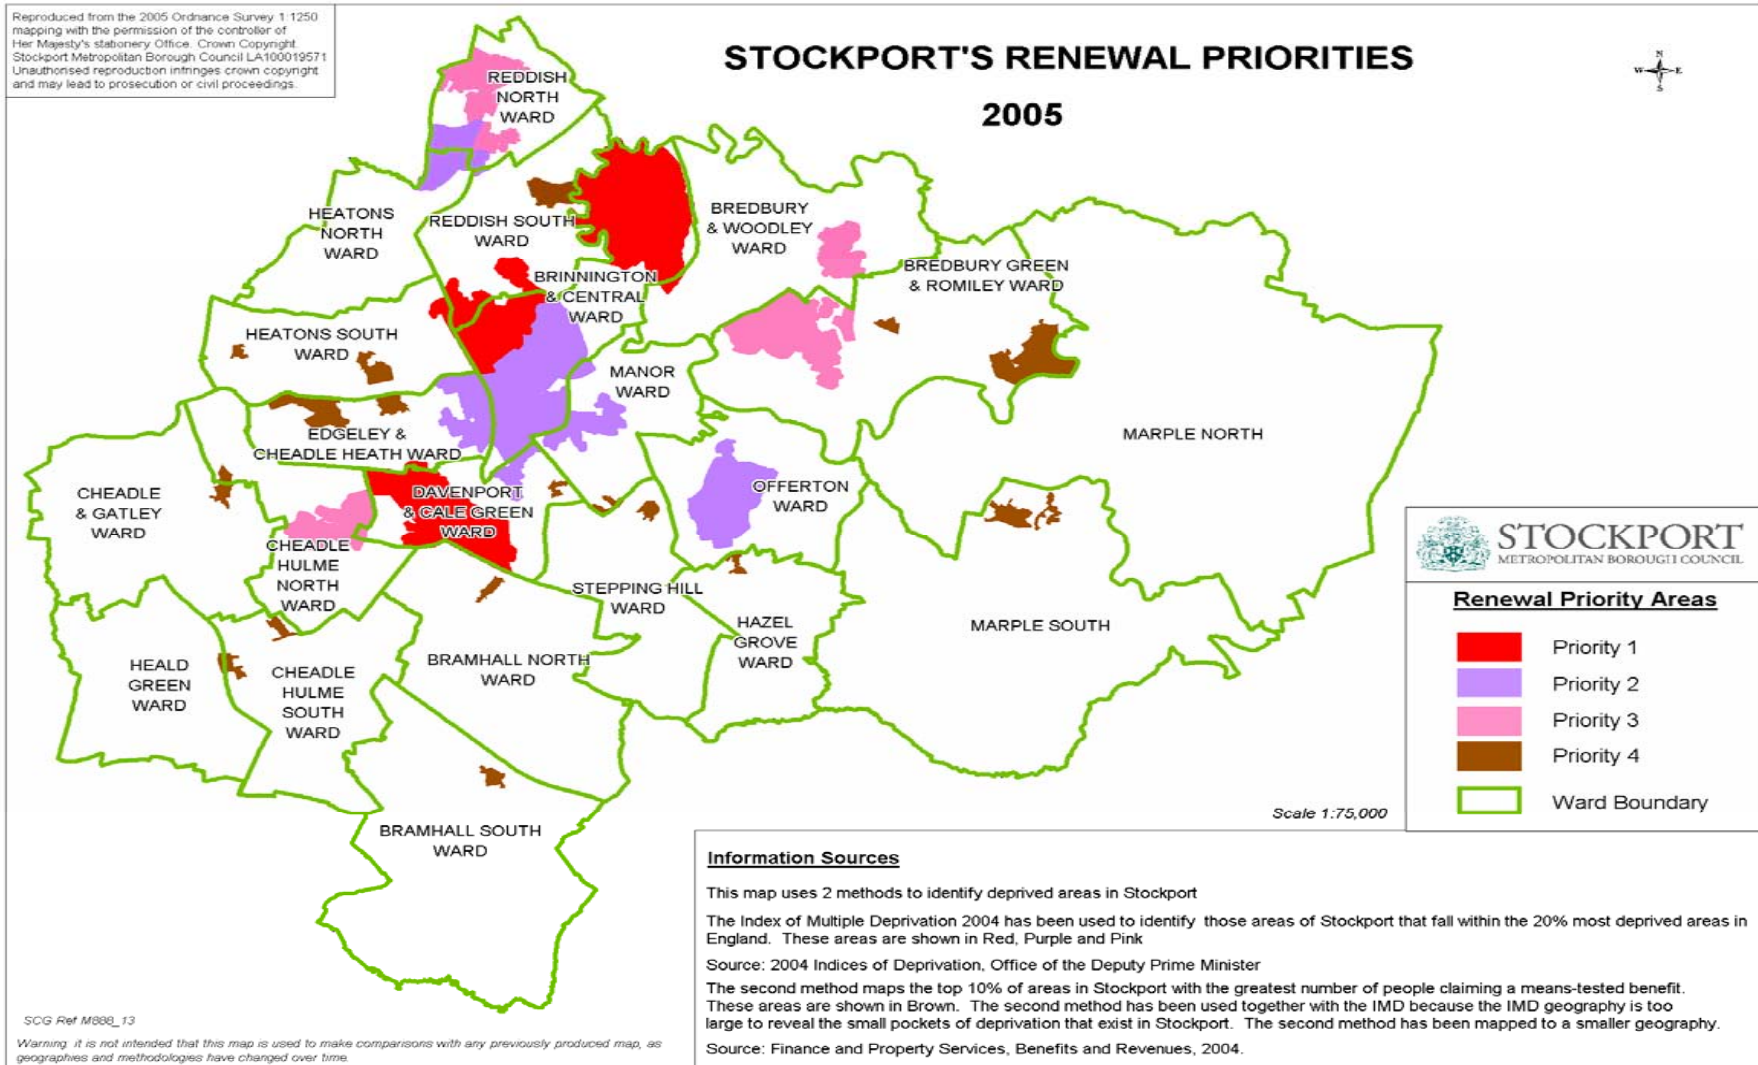 Reproduced from the 2005 Ordnance Survey 1:1250
mapping with the permission of the controller of
Her Majesty's stationery Office. Crown Copyright.
Stockport Metropolitan Borough Council LA100019571
Unauthorised reproduction infringes crown copyright
and may lead to prosecution or civil proceedings.
STOCKPORT'S RENEWAL PRIORITIES
2005
N
W E
S
REDDISH
NORTH
WARD
HEATONS
NORTH
WARD
REDDISH SOUTH
WARD
BREDBURY
& WOODLEY
WARD
BRINNINGTON
& CENTRAL
WARD
BREDBURY GREEN
& ROMILEY WARD
HEATONS SOUTH
WARD
MANOR
WARD
EDGELEY &
CHEADLE HEATH WARD
MARPLE NORTH
CHEADLE
& GATLEY
WARD
DAVENPORT
& CALE GREEN
WARD
OFFERTON
WARD
CHEADLE
HULME
NORTH
WARD
STEPPING HILL
WARD
HAZEL
GROVE
WARD
MARPLE SOUTH
HEALD
GREEN
WARD
CHEADLE
HULME
SOUTH
WARD
BRAMHALL NORTH
WARD
BRAMHALL SOUTH
WARD
STOCKPORT
METROPOLITAN BOROUGH COUNCIL
Renewal Priority Areas
Priority 1
Priority 2
Priority 3
Priority 4
Ward Boundary
Scale 1:75,000
Information Sources
This map uses 2 methods to identify deprived areas in Stockport
The Index of Multiple Deprivation 2004 has been used to identify those areas of Stockport that fall within the 20% most deprived areas in
England. These areas are shown in Red, Purple and Pink
Source: 2004 Indices of Deprivation, Office of the Deputy Prime Minister
The second method maps the top 10% of areas in Stockport with the greatest number of people claiming a means-tested benefit.
These areas are shown in Brown. The second method has been used together with the IMD because the IMD geography is too
large to reveal the small pockets of deprivation that exist in Stockport. The second method has been mapped to a smaller geography.
Source: Finance and Property Services, Benefits and Revenues, 2004.
SCG Ref M888_13
Warning: it is not intended that this map is used to make comparisons with any previously produced map, as
geographies and methodologies have changed over time.